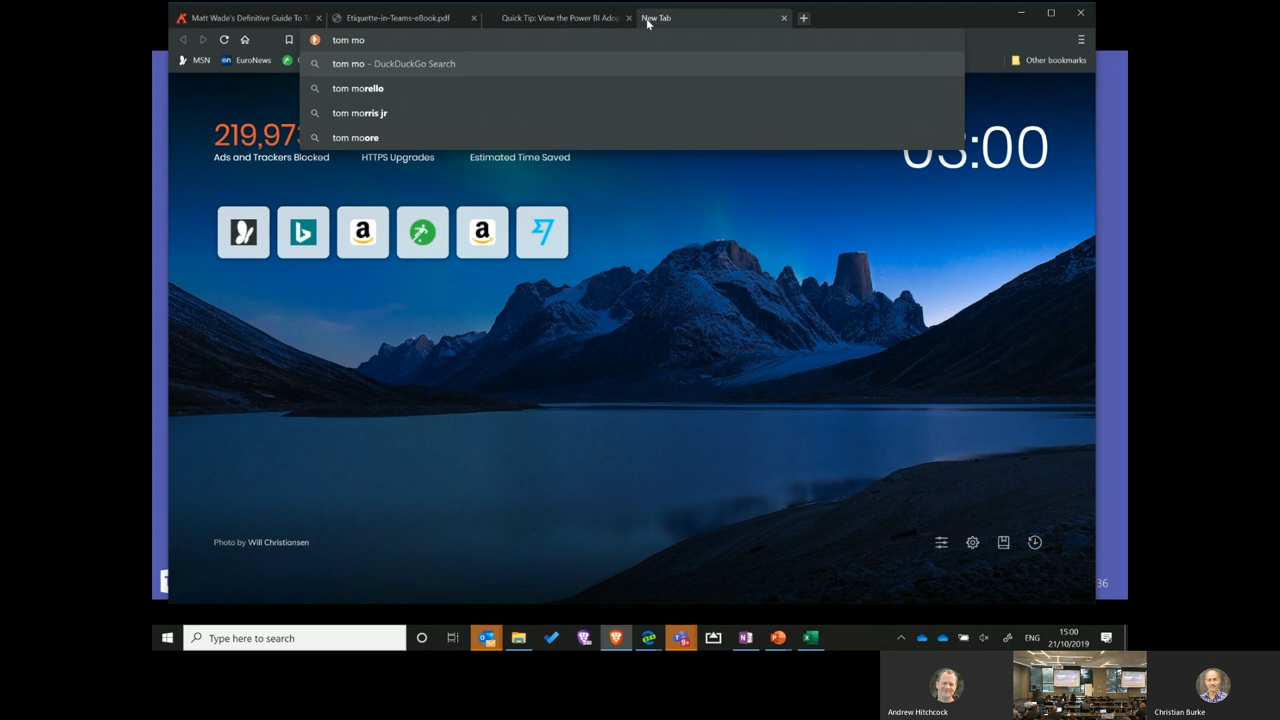 Matt Wade's Definitive Guide To T
Etiquette-in-Teams-eBook.pdf
Quick Tip: View the Power BI Adop
New Tab
tom mo
MSN
EuroNews
Other bookmarks
tom mo - DuckDuckGo Search
tom morello
tom morris jr
tom moore
219,973
Ads and Trackers Blocked
HTTPS Upgrades
Estimated Time Saved
03:00
Photo by Will Christiansen
36
Type here to search
ENG
15:00
21/10/2019
Andrew Hitchcock
Christian Burke